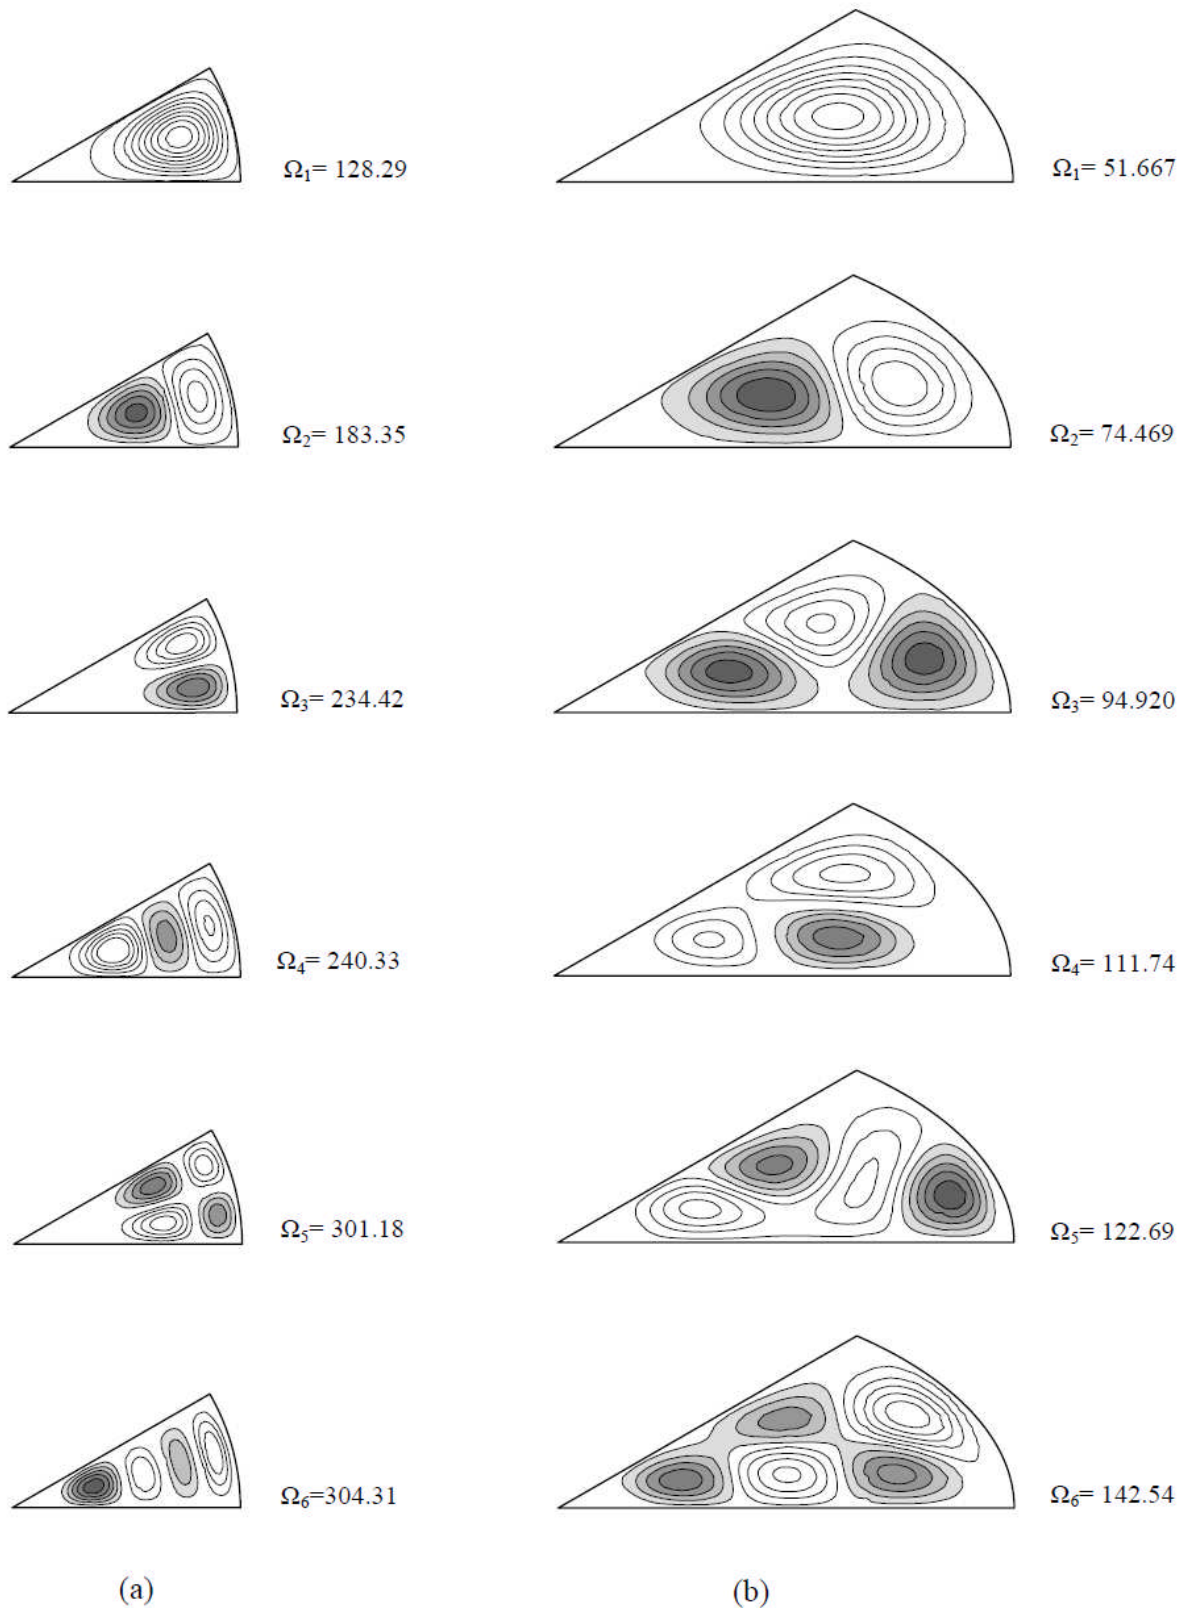 Ω₁= 128.29
Ω₁= 51.667
Ω₂= 183.35
Ω₂= 74.469
Ω₃= 234.42
Ω₃= 94.920
Ω₄= 240.33
Ω₄= 111.74
Ω₅= 301.18
Ω₅= 122.69
Ω₆=304.31
Ω₆= 142.54
(a)
(b)